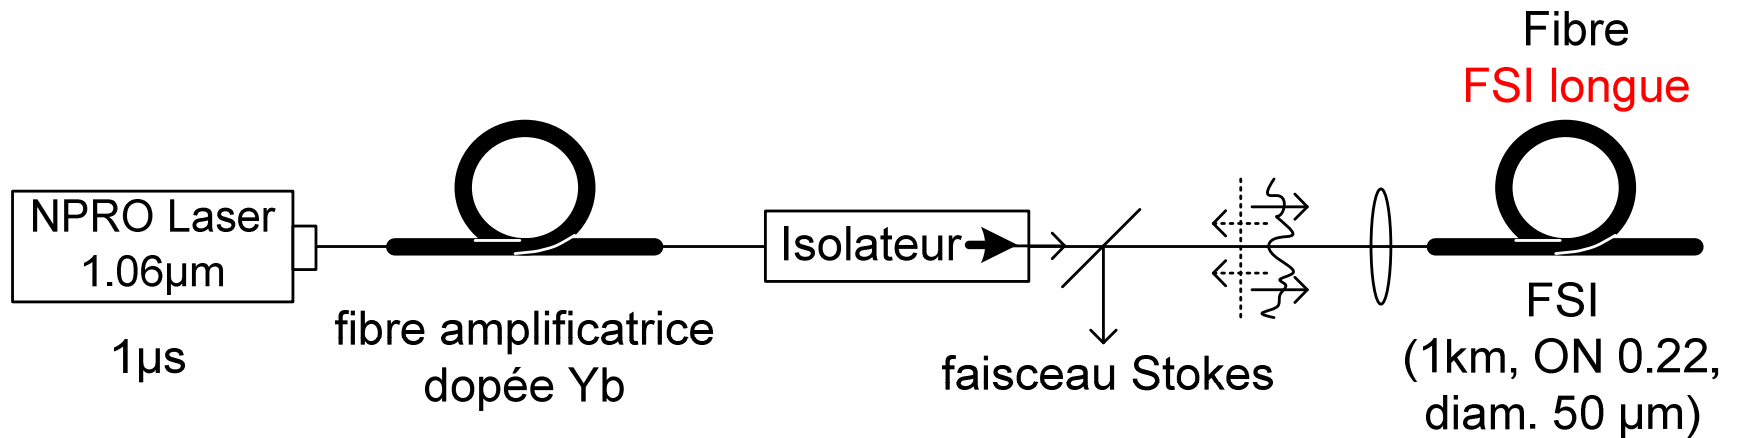 NPRO Laser
1.06µm
1µs
fibre amplificatrice
dopée Yb
Isolateur
faisceau Stokes
Fibre
FSI longue
FSI
(1km, ON 0.22,
diam. 50 µm)